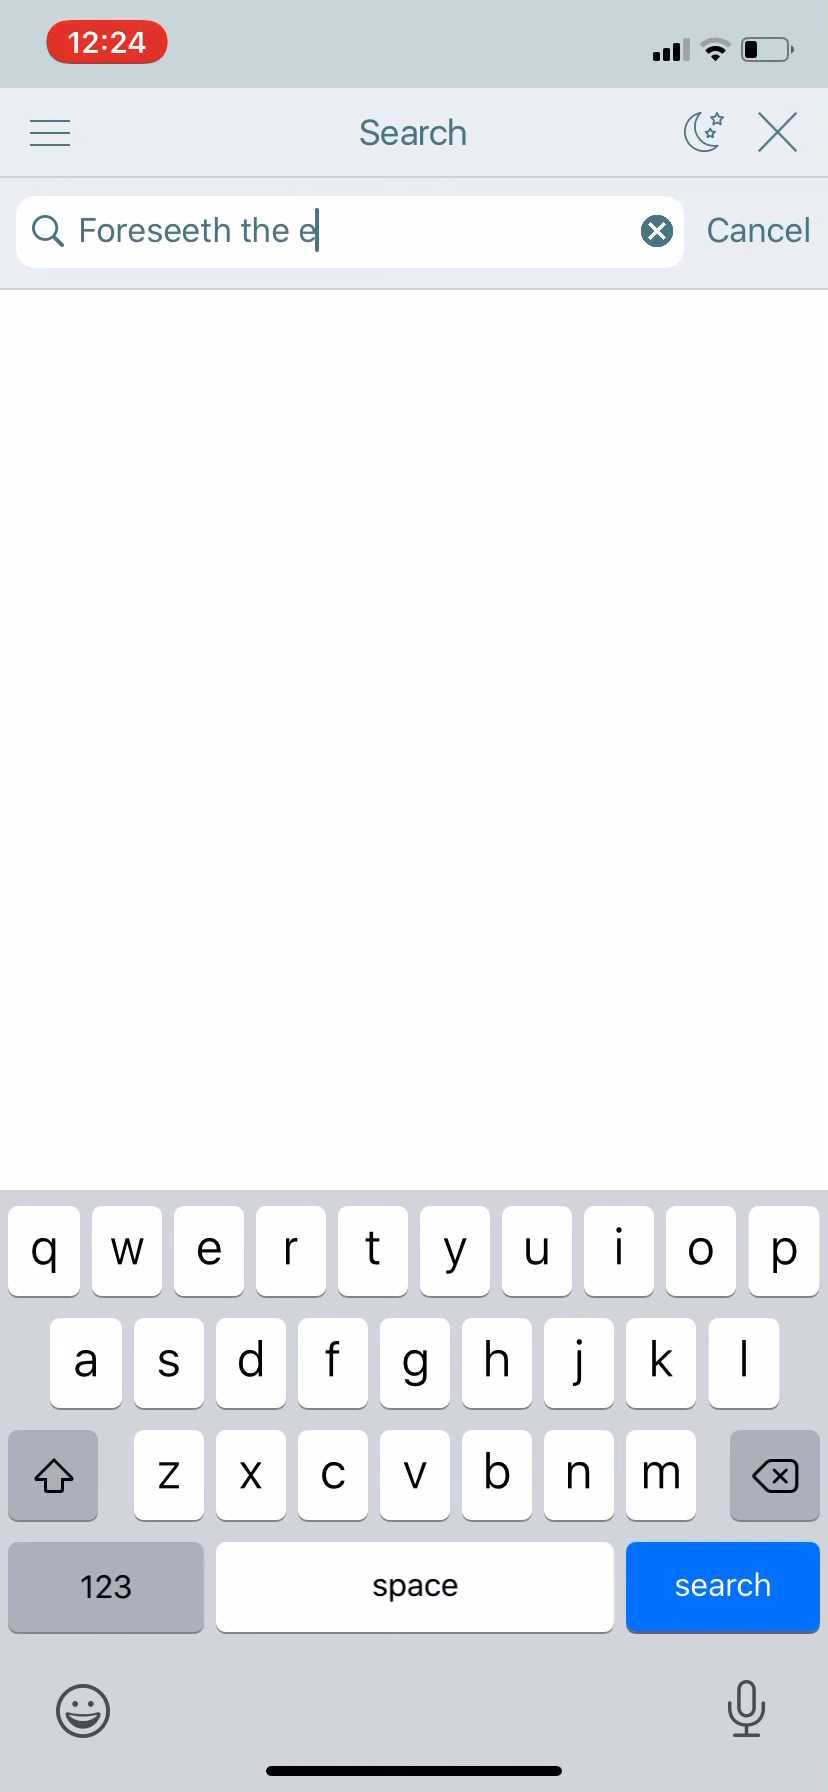 12:24
Search
Foreseeth the e
Cancel
q w e r t y u i o p
a s d f g h j k l
z x c v b n m
123 space search